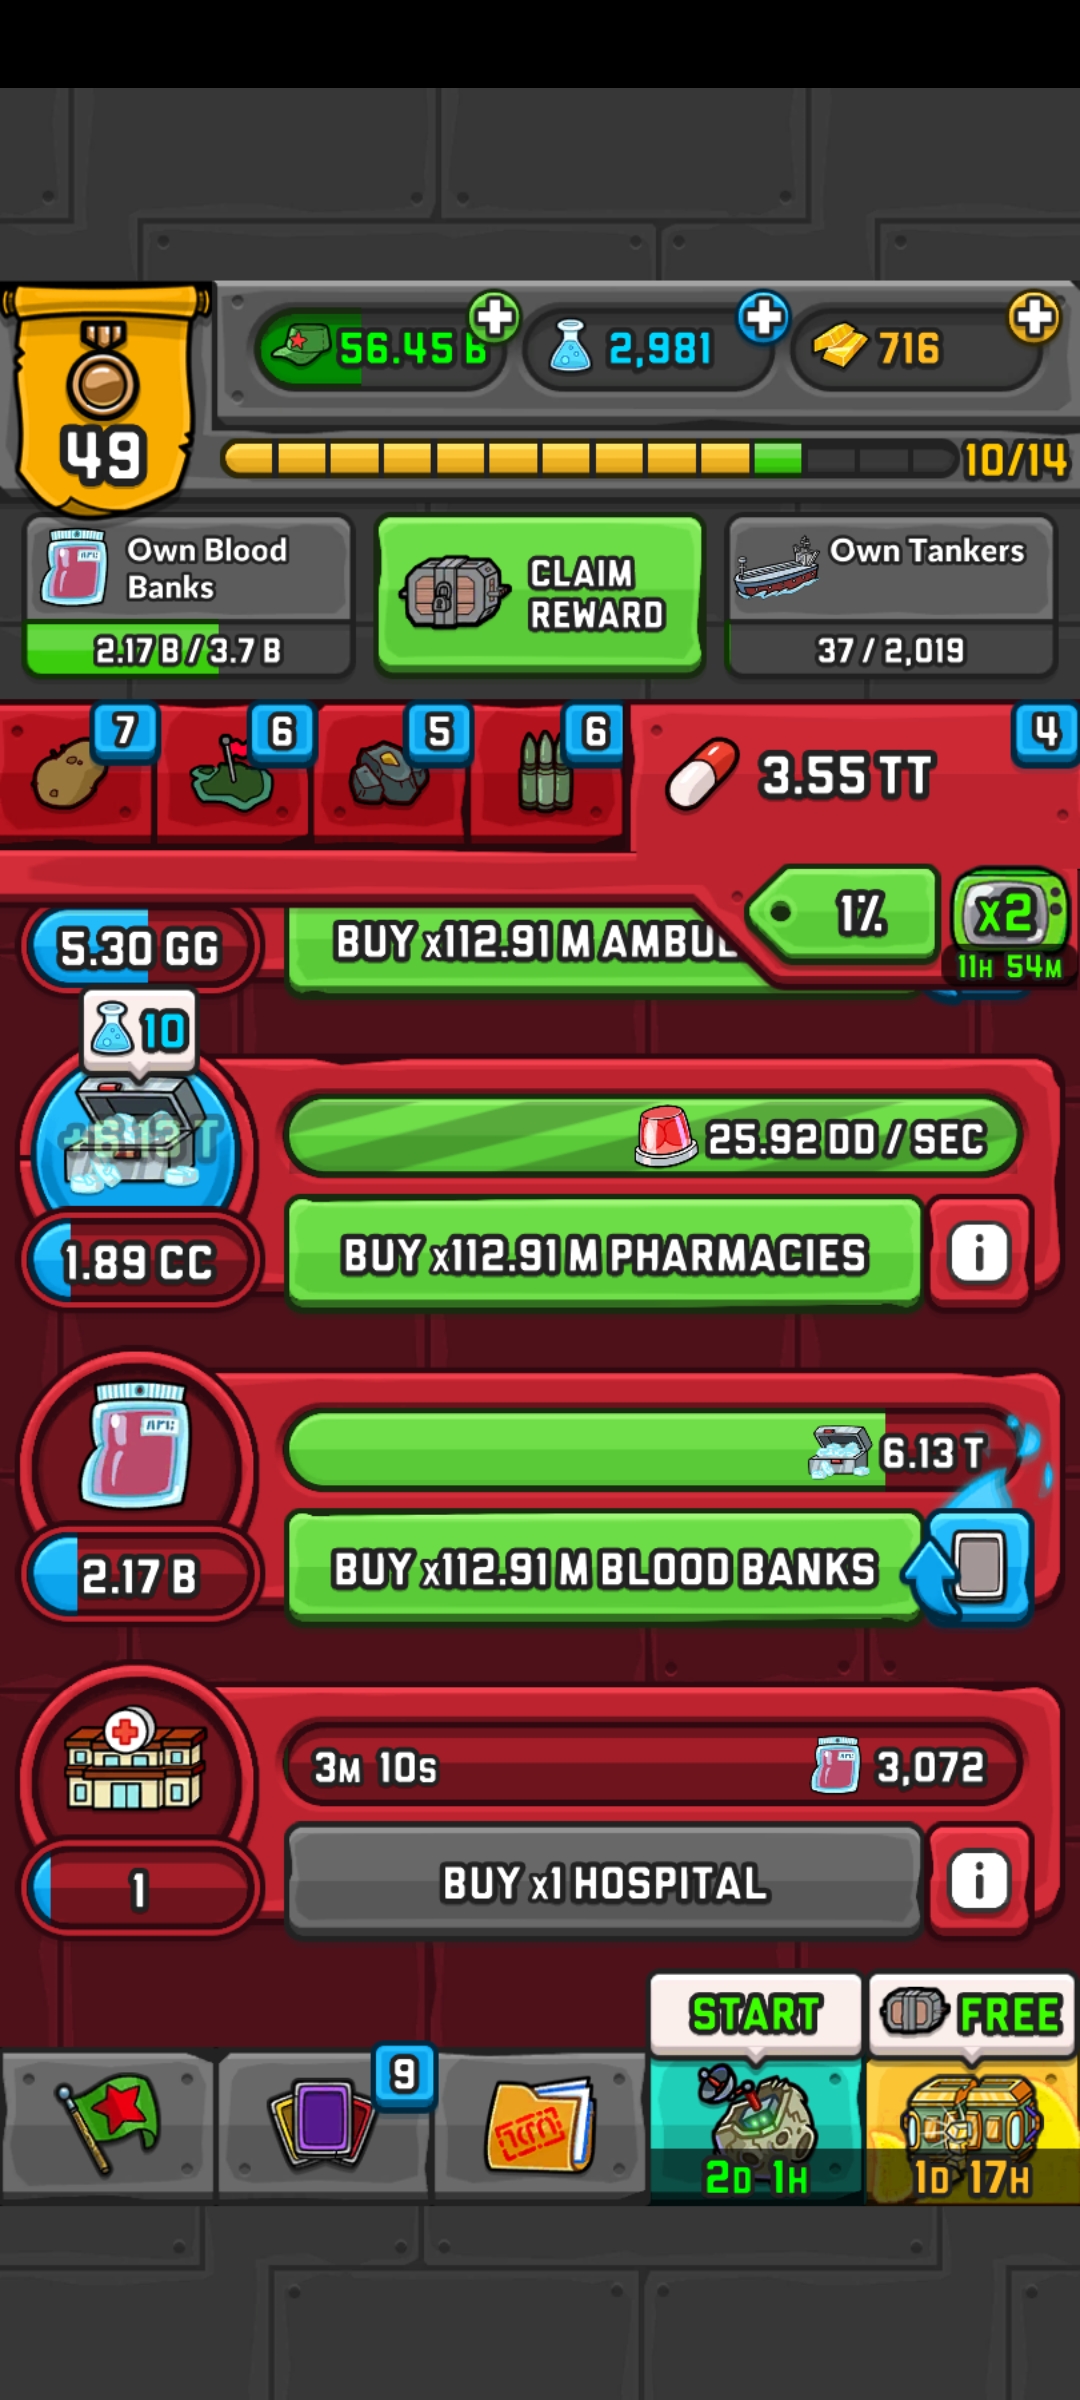 56.45 B
2,981
716
49
10/14
Own Blood
Banks
2.17 B / 3.7 B
CLAIM
REWARD
Own Tankers
37 / 2,019
7
6
5
6
3.55 TT
4
1%
x2
11H 54M
5.30 GG
BUY x112.91 M AMBUL
10
+6.13 T
25.92 DD / SEC
1.89 CC
BUY x112.91 M PHARMACIES
i
6.13 T
2.17 B
BUY x112.91 M BLOOD BANKS
3M 10S
3,072
1
BUY x1 HOSPITAL
i
START
FREE
9
2D 1H
1D 17H